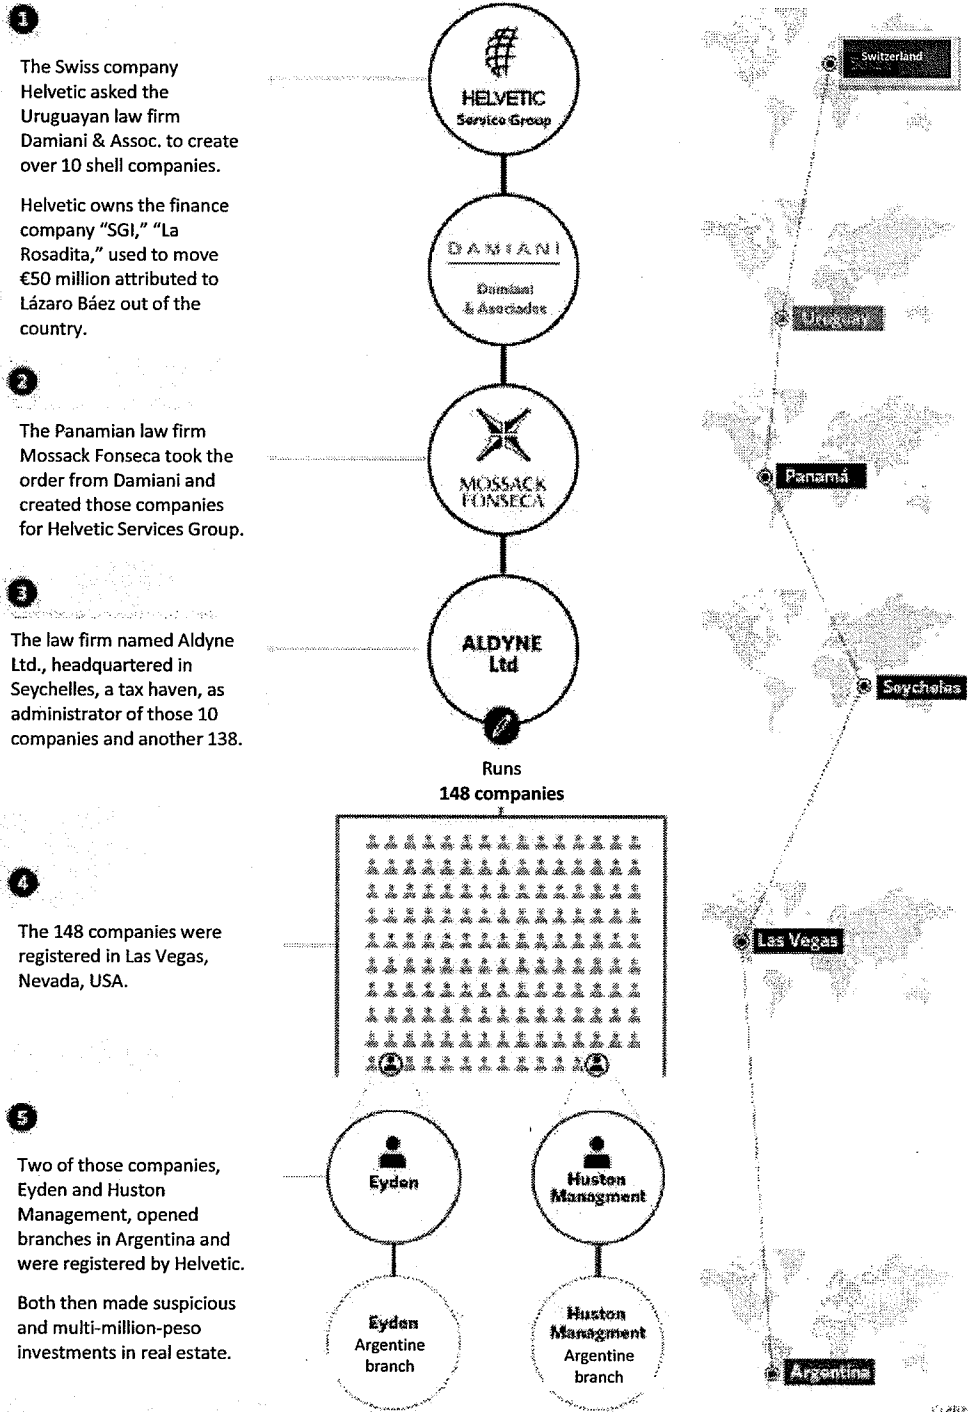 1
The Swiss company
Helvetic asked the
Uruguayan law firm
Damiani & Assoc. to create
over 10 shell companies.
Helvetic owns the finance
company “SGI,” “La
Rosadita,” used to move
€50 million attributed to
Lázaro Báez out of the
country.
HELVETIC
Service Group
Switzerland
DAMIANI
Damiani
& Asociados
Uruguay
2
The Panamian law firm
Mossack Fonseca took the
order from Damiani and
created those companies
for Helvetic Services Group.
MOSSACK
FONSECA
Panamá
3
The law firm named Aldyne
Ltd., headquartered in
Seychelles, a tax haven, as
administrator of those 10
companies and another 138.
ALDYNE
Ltd
Seychelas
Runs
148 companies
4
The 148 companies were
registered in Las Vegas,
Nevada, USA.
Las Vegas
5
Two of those companies,
Eyden and Huston
Management, opened
branches in Argentina and
were registered by Helvetic.
Both then made suspicious
and multi-million-peso
investments in real estate.
Eyden
Huston
Managment
Eyden
Argentine
branch
Huston
Managment
Argentine
branch
Argentina